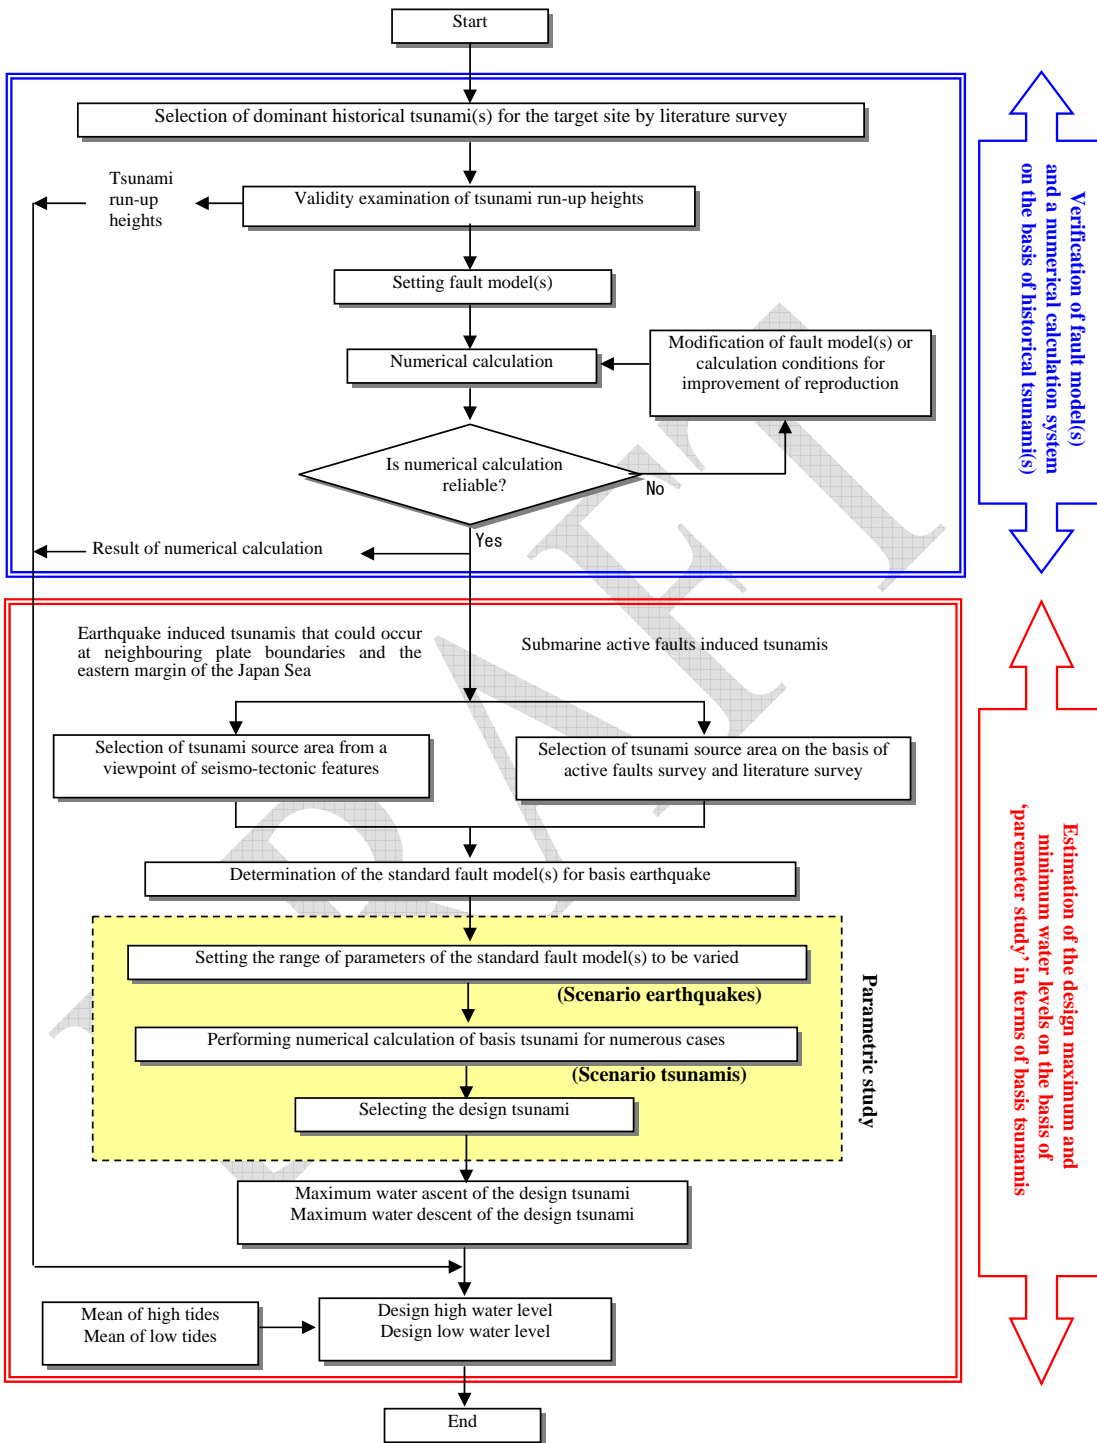 Start
Selection of dominant historical tsunami(s) for the target site by literature survey
Tsunami
run-up
heights
Validity examination of tsunami run-up heights
Setting fault model(s)
Numerical calculation
Modification of fault model(s) or
calculation conditions for
improvement of reproduction
Is numerical calculation
reliable?
No
Yes
Result of numerical calculation
Verification of fault model(s)
and a numerical calculation system
on the basis of historical tsunami(s)
Earthquake induced tsunamis that could occur
at neighbouring plate boundaries and the
eastern margin of the Japan Sea
Submarine active faults induced tsunamis
Selection of tsunami source area from a
viewpoint of seismo-tectonic features
Selection of tsunami source area on the basis of
active faults survey and literature survey
Determination of the standard fault model(s) for basis earthquake
Setting the range of parameters of the standard fault model(s) to be varied
(Scenario earthquakes)
Performing numerical calculation of basis tsunami for numerous cases
(Scenario tsunamis)
Selecting the design tsunami
Parametric study
Maximum water ascent of the design tsunami
Maximum water descent of the design tsunami
Mean of high tides
Mean of low tides
Design high water level
Design low water level
End
Estimation of the design maximum and
minimum water levels on the basis of
‘paremeter study’ in terms of basis tsunamis
DRAFT